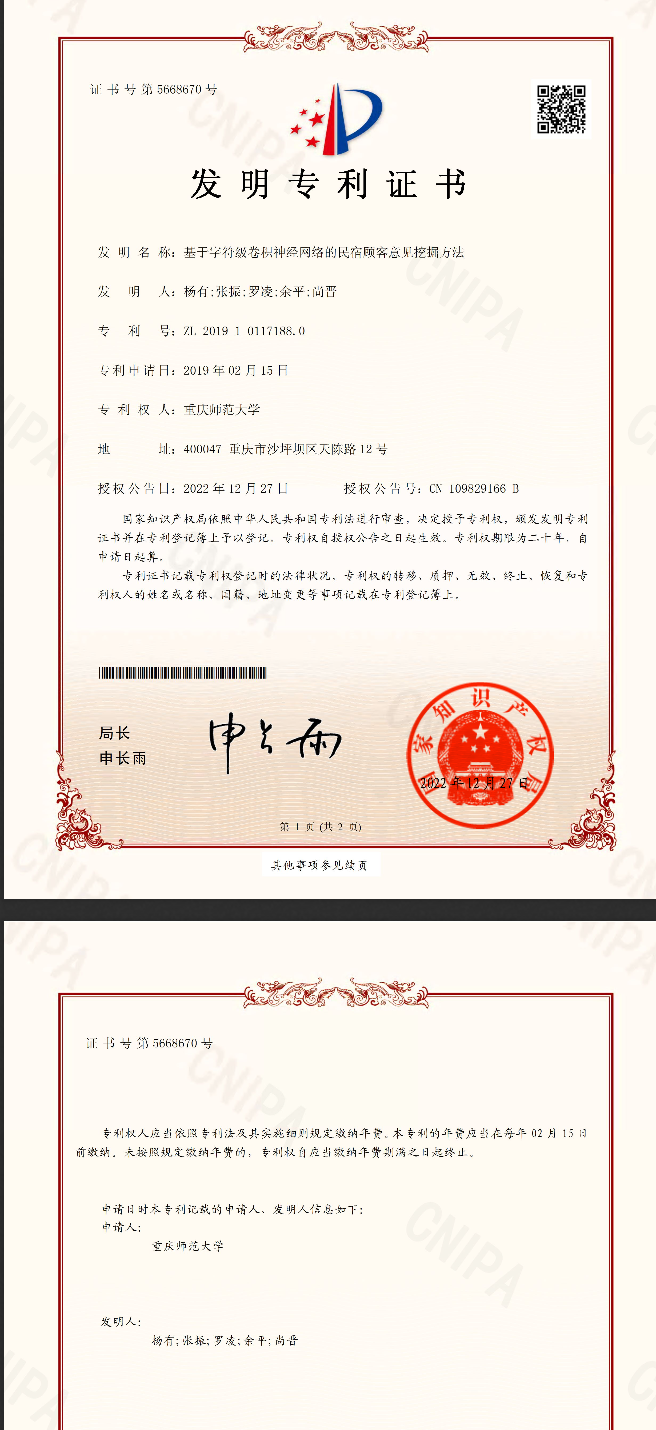 证书号第5668670号
发明专利证书
发明名称：基于字符级卷积神经网络的民宿顾客意见挖掘方法
发明人：杨有;张振;罗凌;余平;尚晋
专利号：ZL 2019 1 0117188.0
专利申请日：2019年02月15日
专利权人：重庆师范大学
地址：400047 重庆市沙坪坝区天陈路12号
授权公告日：2022年12月27日 授权公告号：CN 109829166 B
国家知识产权局依照中华人民共和国专利法进行审查，决定授予专利权，颁发发明专利
证书并在专利登记簿上予以登记。专利权自授权公告之日起生效。专利权期限为二十年，自
申请日起算。
专利证书记载专利权登记时的法律状况。专利权的转移、质押、无效、终止、恢复和专
利权人的姓名或名称、国籍、地址变更等事项记载在专利登记簿上。
局长
申长雨
申长雨
国家知识产权局
2022年12月27日
第 1 页 (共 2 页)
其他事项参见续页
证书号第5668670号
专利权人应当依照专利法及其实施细则规定缴纳年费。本专利的年费应当在每年02月15日
前缴纳。未按照规定缴纳年费的，专利权自应当缴纳年费期满之日起终止。
申请日时本专利记载的申请人、发明人信息如下：
申请人：
重庆师范大学
发明人：
杨有;张振;罗凌;余平;尚晋
CNIPA